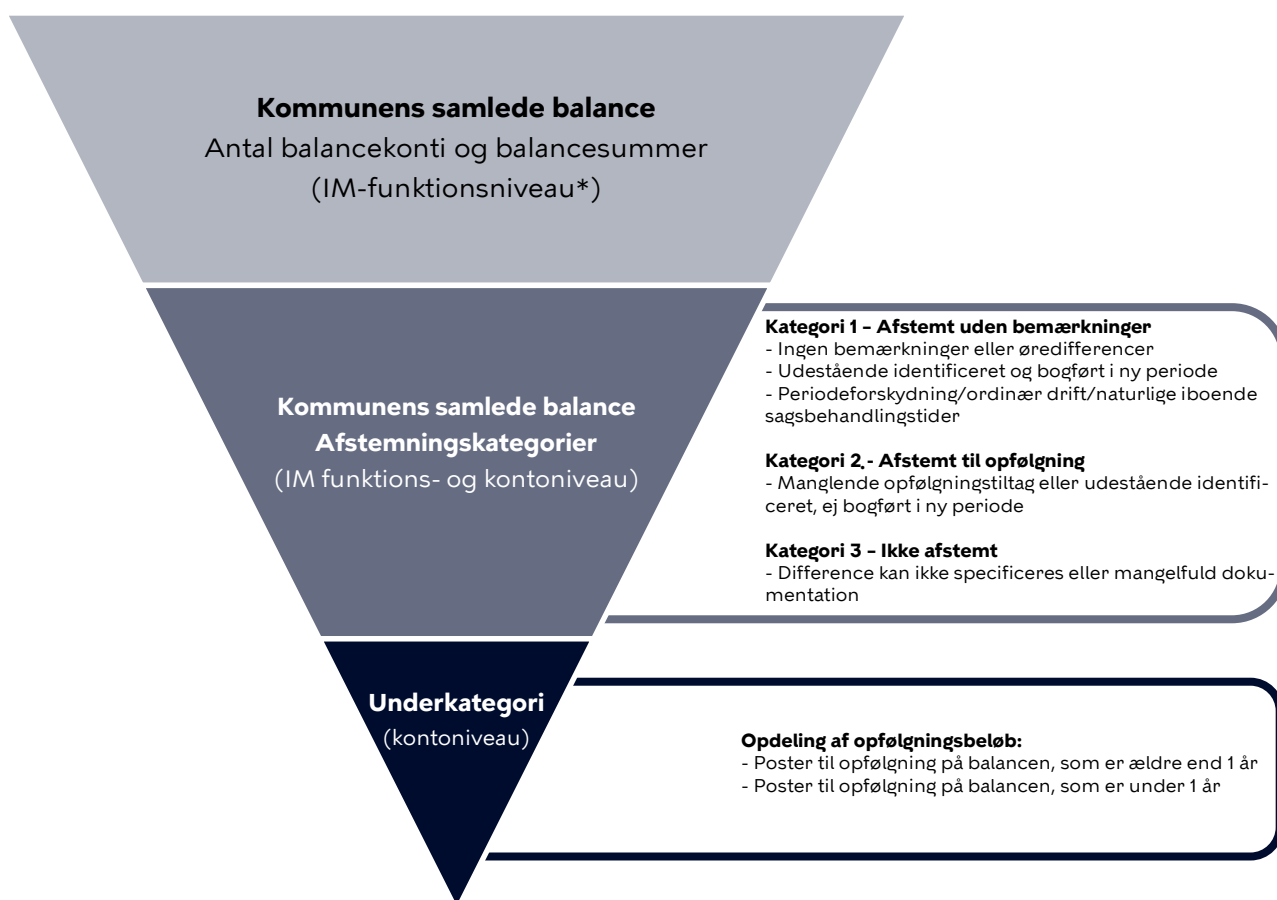 Kommunens samlede balance
Antal balancekonti og balancesummer
(IM-funktionsniveau*)
Kommunens samlede balance
Afstemningskategorier
(IM funktions- og kontoniveau)
Kategori 1 – Afstemt uden bemærkninger
- Ingen bemærkninger eller øredifferencer
- Udestående identificeret og bogført i ny periode
- Periodeforskydning/ordinær drift/naturlige iboende
sagsbehandlingstider
Kategori 2 - Afstemt til opfølgning
- Manglende opfølgningstiltag eller udestående identifi-
ceret, ej bogført i ny periode
Kategori 3 – Ikke afstemt
- Difference kan ikke specificeres eller mangelfuld doku-
mentation
Underkategori
(kontoniveau)
Opdeling af opfølgningsbeløb:
- Poster til opfølgning på balancen, som er ældre end 1 år
- Poster til opfølgning på balancen, som er under 1 år